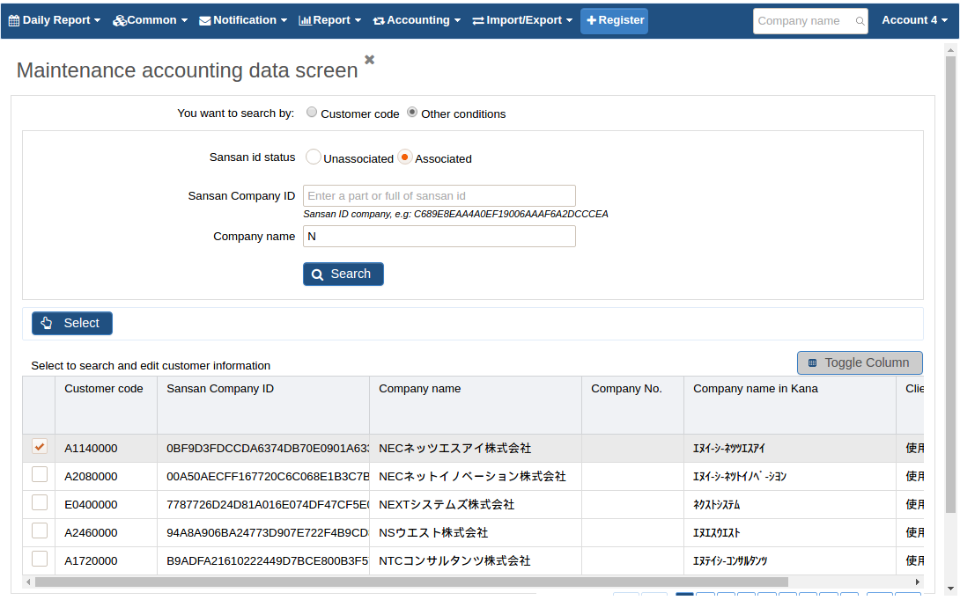 Daily Report Common Notification Report Accounting Import/Export Register Company name Account 4
Maintenance accounting data screen
You want to search by: Customer code Other conditions
Sansan id status Unassociated Associated
Sansan Company ID Enter a part or full of sansan id
Sansan ID company, e.g: C689E8EAA4A0EF19006AAAF6A2DCCCEA
Company name N
Search
Select
Select to search and edit customer information Toggle Column
Customer code Sansan Company ID Company name Company No. Company name in Kana Clie
A1140000 0BF9D3FDCCDA6374DB70E0901A633 NECネッツエスアイ株式会社 ｴﾇｲ-ｼ-ﾈｯﾂｴｽｱｲ 使用
A2080000 00A50AECFF167720C6C068E1B3C7B NECネットイノベーション株式会社 ｴﾇｲ-ｼ-ﾈｯﾄｲﾉﾍﾞ-ｼｮﾝ 使用
E0400000 7787726D24D81A016E074DF47CF5E0 NEXTシステムズ株式会社 ﾈｸｽﾄｼｽﾃﾑ 使用
A2460000 94A8A906BA24773D907E722F4B9CD NSウエスト株式会社 ｴﾇｴｽｳｴｽﾄ 使用
A1720000 B9ADFA21610222449D7BCE800B3F5 NTCコンサルタンツ株式会社 ｴﾇﾃｲｼ-ｺﾝｻﾙﾀﾝﾂ 使用